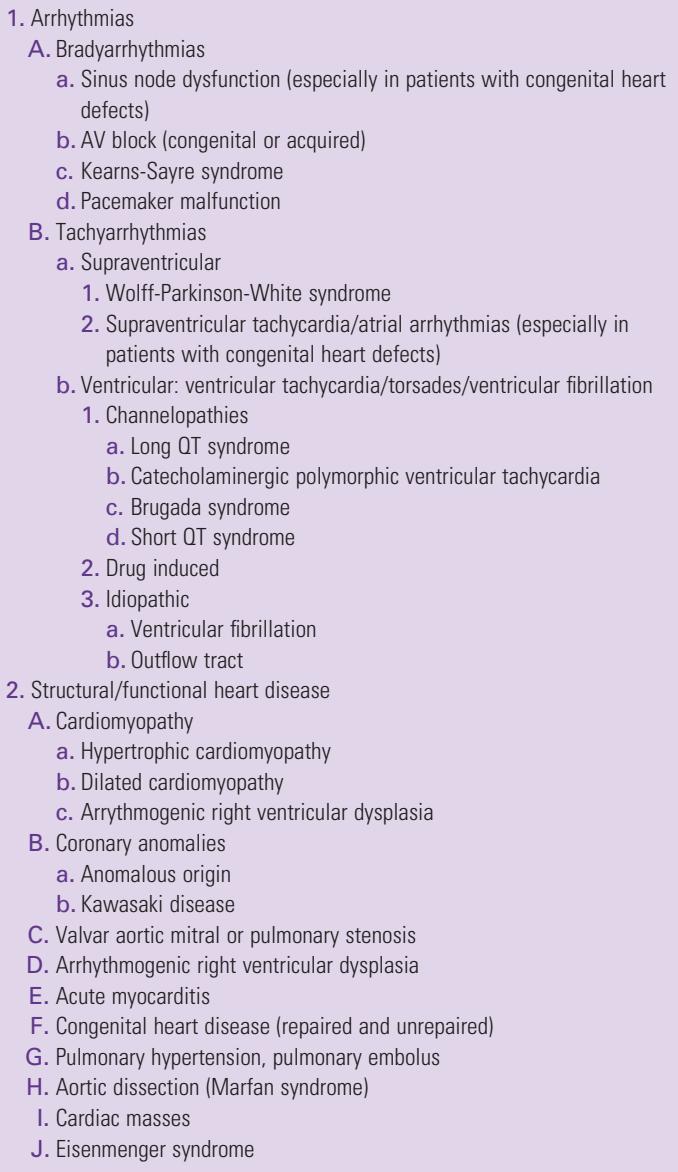 1. Arrhythmias
A. Bradyarrhythmias
a. Sinus node dysfunction (especially in patients with congenital heart
defects)
b. AV block (congenital or acquired)
c. Kearns-Sayre syndrome
d. Pacemaker malfunction
B. Tachyarrhythmias
a. Supraventricular
1. Wolff-Parkinson-White syndrome
2. Supraventricular tachycardia/atrial arrhythmias (especially in
patients with congenital heart defects)
b. Ventricular: ventricular tachycardia/torsades/ventricular fibrillation
1. Channelopathies
a. Long QT syndrome
b. Catecholaminergic polymorphic ventricular tachycardia
c. Brugada syndrome
d. Short QT syndrome
2. Drug induced
3. Idiopathic
a. Ventricular fibrillation
b. Outflow tract
2. Structural/functional heart disease
A. Cardiomyopathy
a. Hypertrophic cardiomyopathy
b. Dilated cardiomyopathy
c. Arrythmogenic right ventricular dysplasia
B. Coronary anomalies
a. Anomalous origin
b. Kawasaki disease
C. Valvar aortic mitral or pulmonary stenosis
D. Arrhythmogenic right ventricular dysplasia
E. Acute myocarditis
F. Congenital heart disease (repaired and unrepaired)
G. Pulmonary hypertension, pulmonary embolus
H. Aortic dissection (Marfan syndrome)
I. Cardiac masses
J. Eisenmenger syndrome